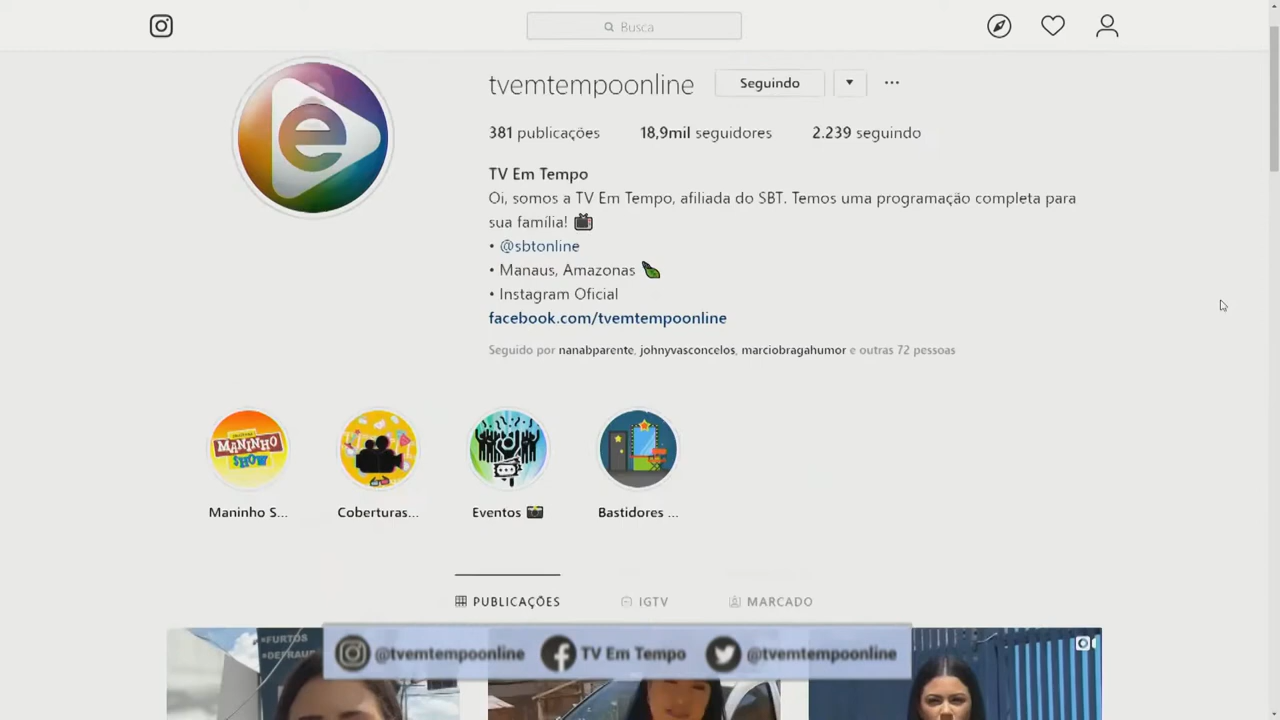 Busca
tvemtempoonline Seguindo
381 publicações 18,9mil seguidores 2.239 seguindo
TV Em Tempo
Oi, somos a TV Em Tempo, afiliada do SBT. Temos uma programação completa para
sua família! 📺
• @sbtonline
• Manaus, Amazonas 🍃
• Instagram Oficial
facebook.com/tvemtempoonline
Seguido por nanabparente, johnyvasconcelos, marciobragahumor e outras 72 pessoas
MANINHO
SHOW
Maninho S... Coberturas... Eventos 📸 Bastidores ...
PUBLICAÇÕES IGTV MARCADO
FURTOS
@tvemtempoonline TV Em Tempo @tvemtempoonline